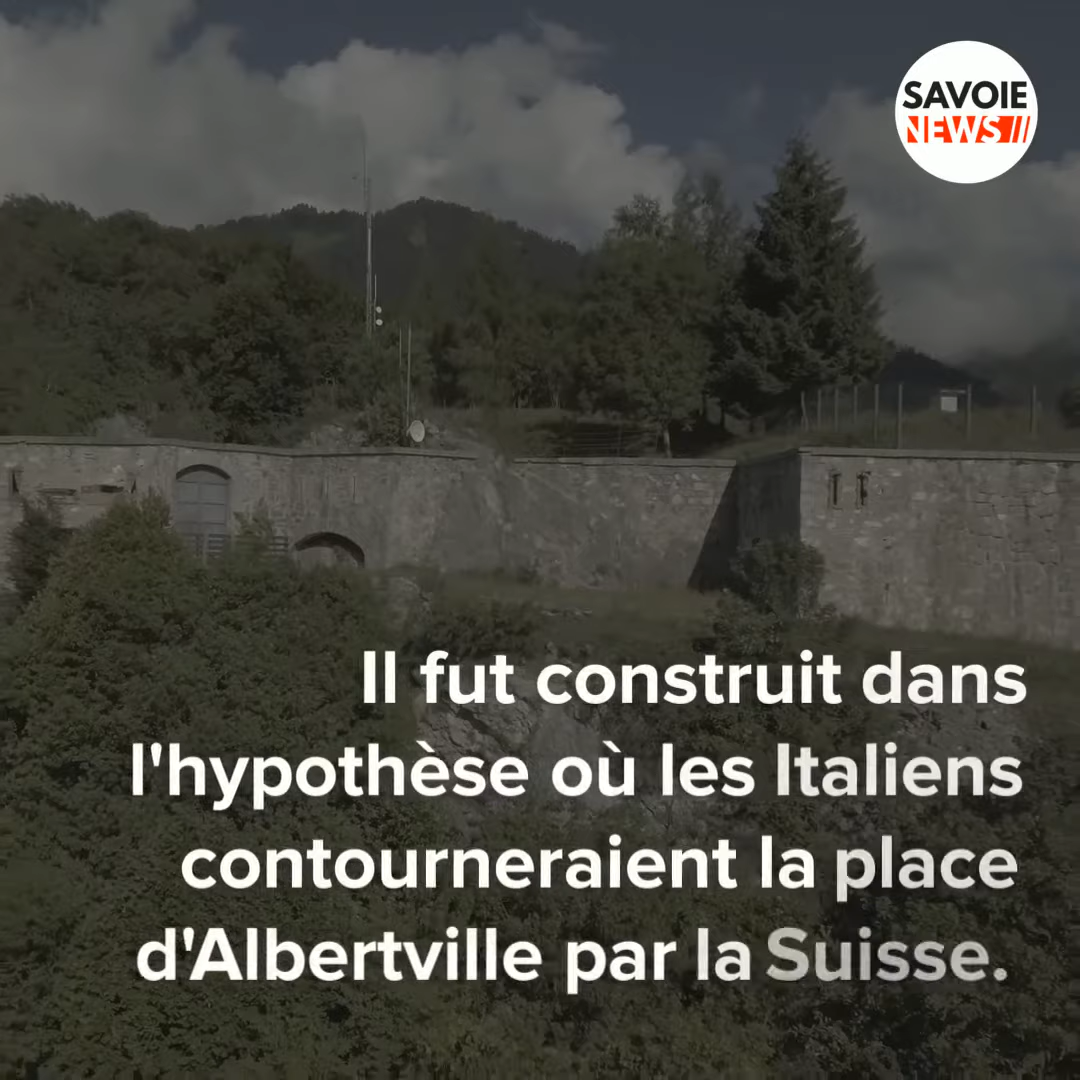 SAVOIE
NEWS
Il fut construit dans
l'hypothèse où les Italiens
contourneraient la place
d'Albertville par la Suisse.